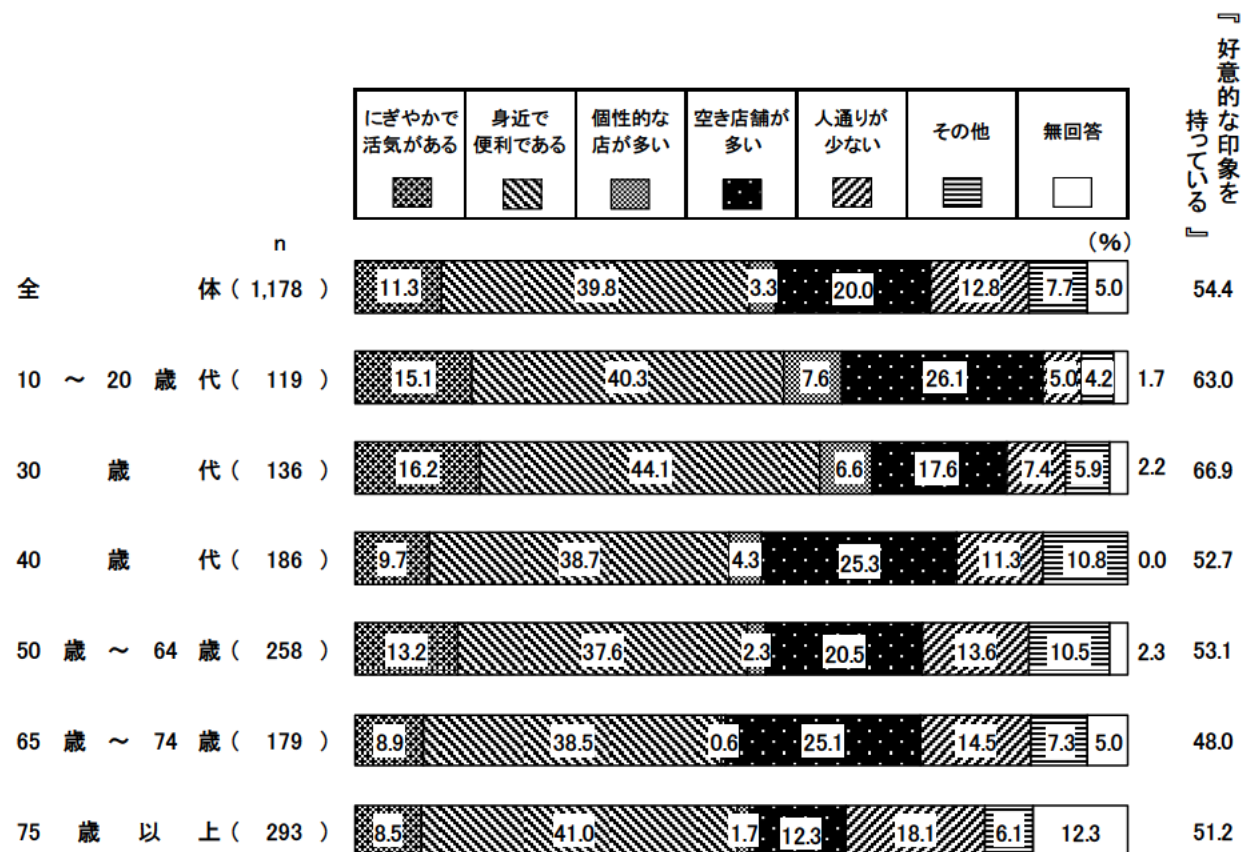 『好意的な印象を
持っている』
にぎやかで
活気がある
身近で
便利である
個性的な
店が多い
空き店舗が
多い
人通りが
少ない
その他
無回答
n
(%)
全体( 1,178 ) 11.3 39.8 3.3 20.0 12.8 7.7 5.0 54.4
10 ~ 20 歳代( 119 ) 15.1 40.3 7.6 26.1 5.0 4.2 1.7 63.0
30 歳代( 136 ) 16.2 44.1 6.6 17.6 7.4 5.9 2.2 66.9
40 歳代( 186 ) 9.7 38.7 4.3 25.3 11.3 10.8 0.0 52.7
50 歳 ~ 64 歳( 258 ) 13.2 37.6 2.3 20.5 13.6 10.5 2.3 53.1
65 歳 ~ 74 歳( 179 ) 8.9 38.5 0.6 25.1 14.5 7.3 5.0 48.0
75 歳以上( 293 ) 8.5 41.0 1.7 12.3 18.1 6.1 12.3 51.2